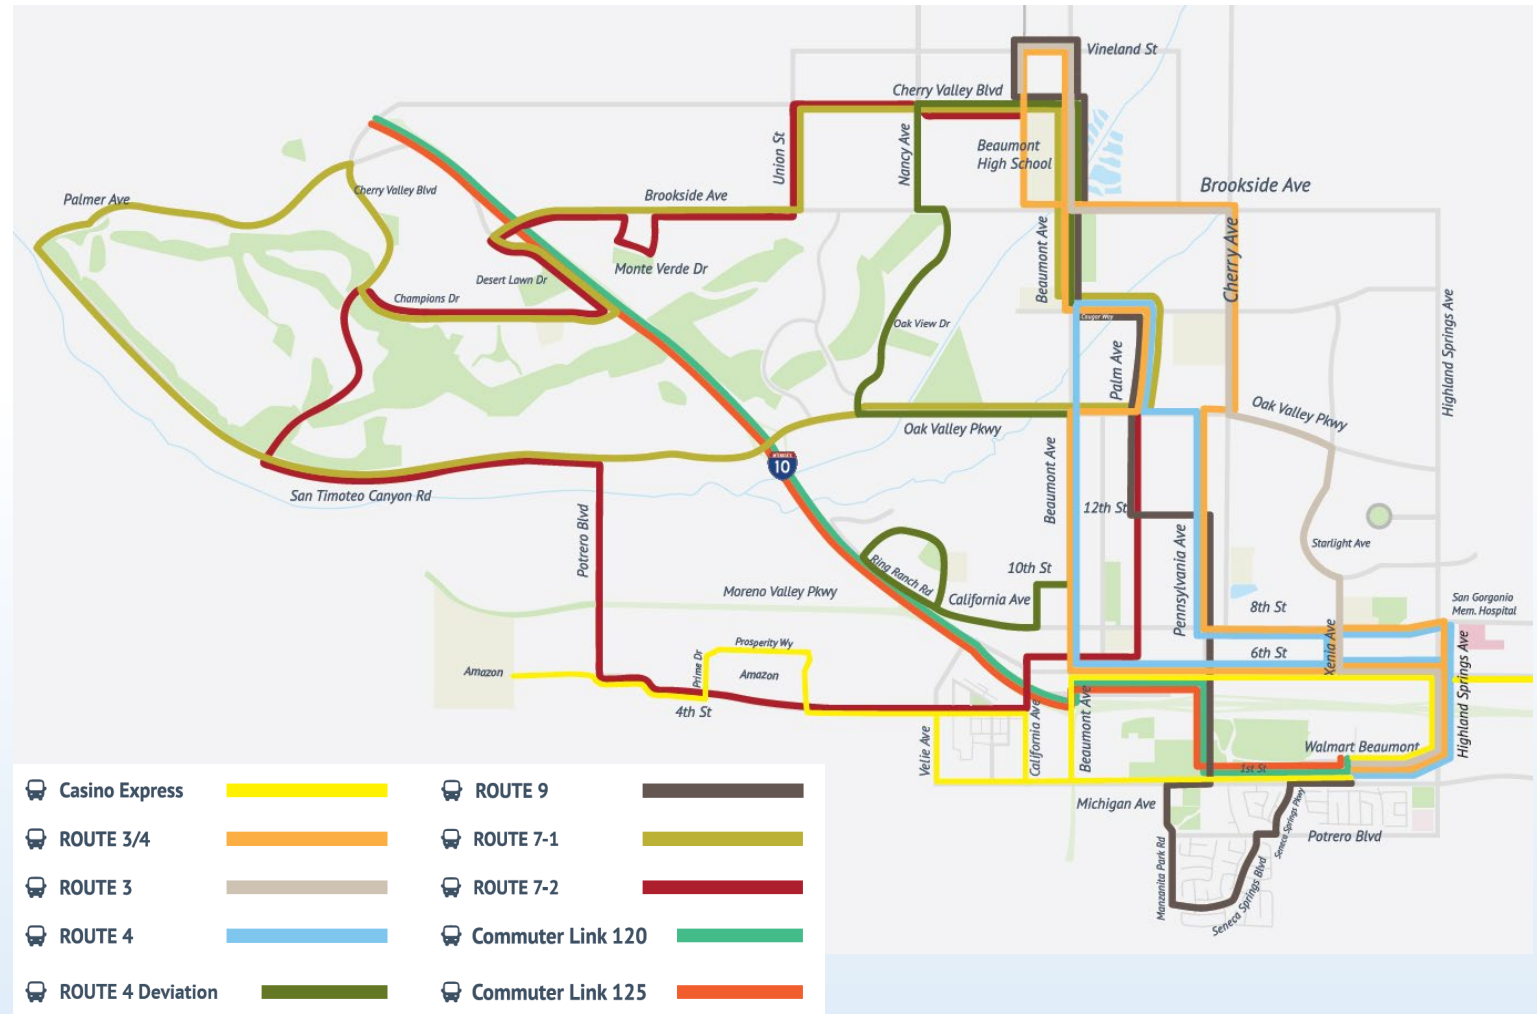 Vineland St
Cherry Valley Blvd
Beaumont
High School
Union St
Nancy Ave
Brookside Ave
Palmer Ave
Cherry Valley Blvd
Brookside Ave
Beaumont Ave
Cherry Ave
Monte Verde Dr
Desert Lawn Dr
Champions Dr
Oak View Dr
Cougar Way
Palm Ave
Highland Springs Ave
Oak Valley Pkwy
Oak Valley Pkwy
INTERSTATE
10
San Timoteo Canyon Rd
Potrero Blvd
Beaumont Ave
12th St
Pennsylvania Ave
Starlight Ave
Ring Ranch Rd
10th St
California Ave
Moreno Valley Pkwy
8th St
San Gorgonio
Mem. Hospital
6th St
Xenia Ave
Highland Springs Ave
Amazon
Prime Dr
Prosperity Wy
Amazon
4th St
Velie Ave
California Ave
Beaumont Ave
Walmart Beaumont
1st St
Michigan Ave
Manzanita Park Rd
Seneca Springs Pkwy
Potrero Blvd
Seneca Springs Blvd
Casino Express
ROUTE 3/4
ROUTE 3
ROUTE 4
ROUTE 4 Deviation
ROUTE 9
ROUTE 7-1
ROUTE 7-2
Commuter Link 120
Commuter Link 125